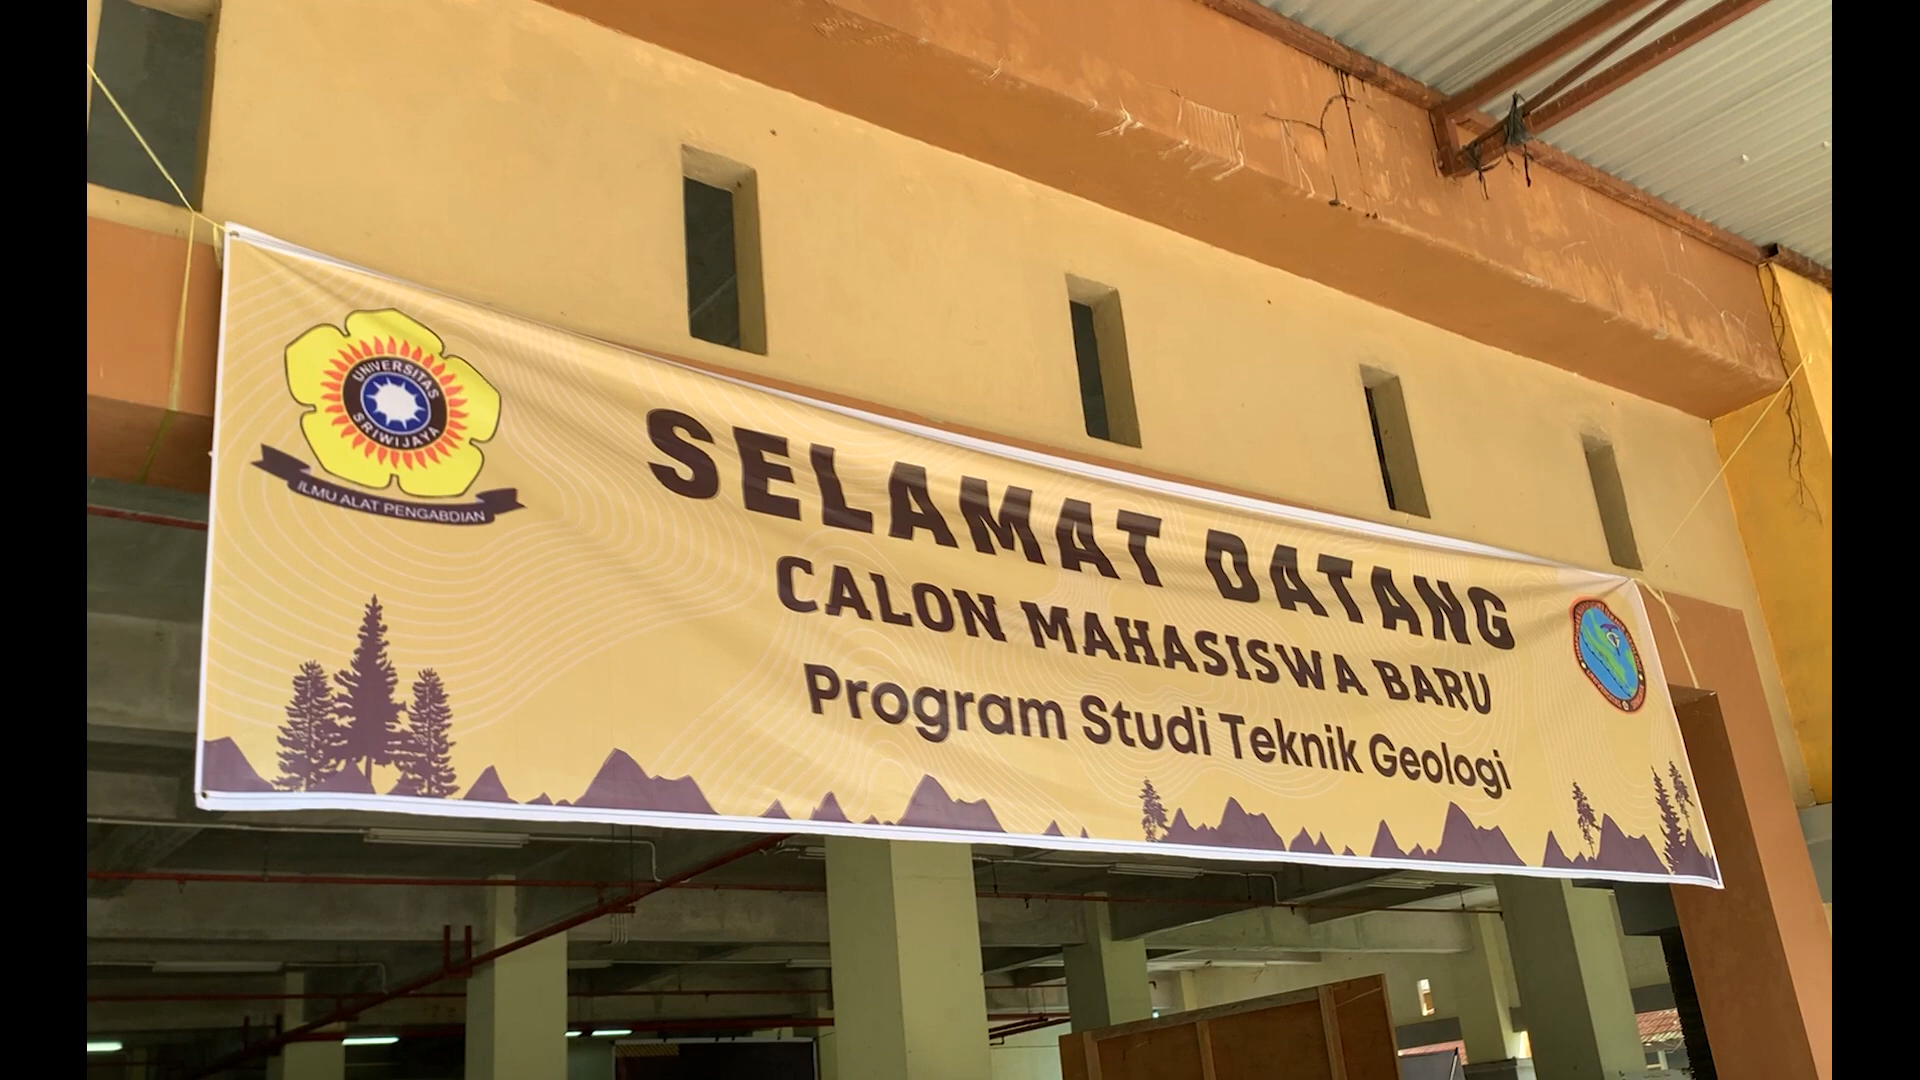 UNIVERSITAS
SRIWIJAYA
ILMU ALAT PENGABDIAN
SELAMAT DATANG
CALON MAHASISWA BARU
Program Studi Teknik Geologi